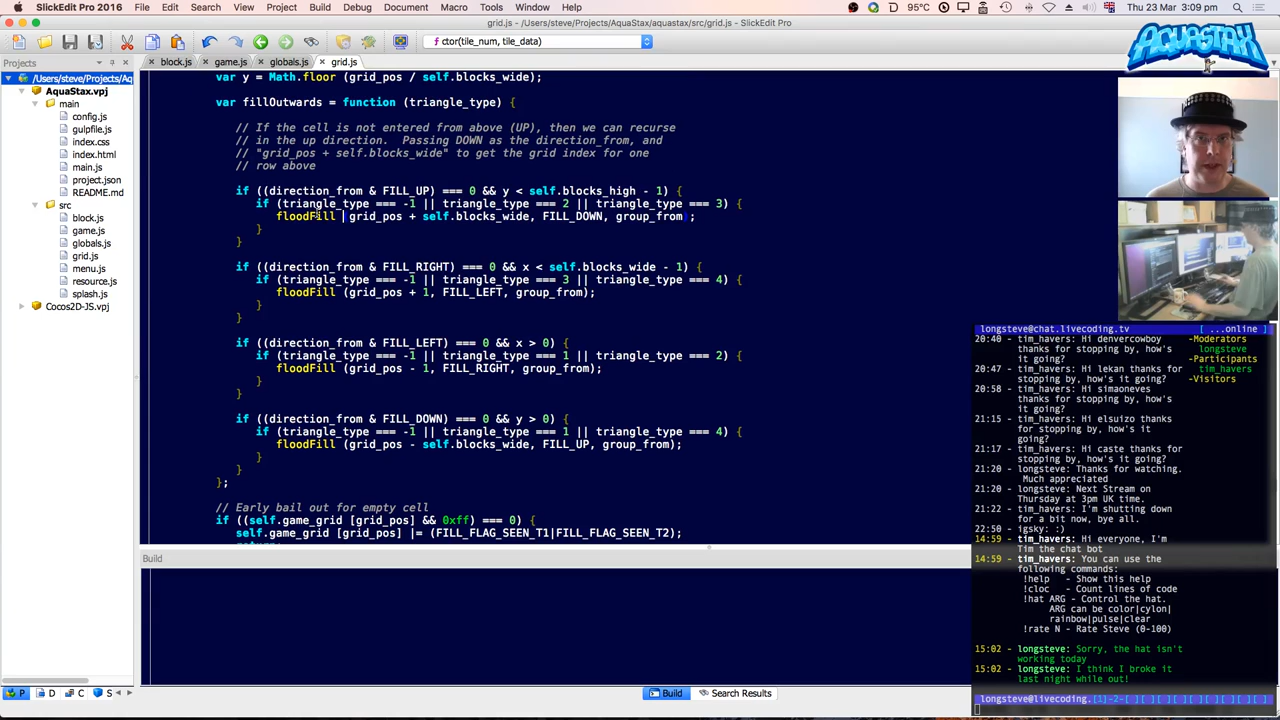 SlickEdit Pro 2016 File Edit Search View Project Build Debug Document Macro Tools Window Help
95°C Thu 23 Mar 3:09 pm
grid.js - /Users/steve/Projects/AquaStax/aquastax/src/grid.js - SlickEdit Pro
ctor(tile_num, tile_data)
AQUASTAX
Projects
block.js game.js globals.js grid.js
/Users/steve/Projects/Aq
AquaStax.vpj
main
config.js
gulpfile.js
index.css
index.html
main.js
project.json
README.md
src
block.js
game.js
globals.js
grid.js
menu.js
resource.js
splash.js
Cocos2D-JS.vpj
var y = Math.floor (grid_pos / self.blocks_wide);
var fillOutwards = function (triangle_type) {
// If the cell is not entered from above (UP), then we can recurse
// in the up direction.  Passing DOWN as the direction_from, and
// "grid_pos + self.blocks_wide" to get the grid index for one
// row above
if ((direction_from & FILL_UP) === 0 && y < self.blocks_high - 1) {
if (triangle_type === -1 || triangle_type === 2 || triangle_type === 3) {
floodFill (grid_pos + self.blocks_wide, FILL_DOWN, group_from);
}
}
if ((direction_from & FILL_RIGHT) === 0 && x < self.blocks_wide - 1) {
if (triangle_type === -1 || triangle_type === 3 || triangle_type === 4) {
floodFill (grid_pos + 1, FILL_LEFT, group_from);
}
}
if ((direction_from & FILL_LEFT) === 0 && x > 0) {
if (triangle_type === -1 || triangle_type === 1 || triangle_type === 2) {
floodFill (grid_pos - 1, FILL_RIGHT, group_from);
}
}
if ((direction_from & FILL_DOWN) === 0 && y > 0) {
if (triangle_type === -1 || triangle_type === 1 || triangle_type === 4) {
floodFill (grid_pos - self.blocks_wide, FILL_UP, group_from);
}
}
};
// Early bail out for empty cell
if ((self.game_grid [grid_pos] && 0xff) === 0) {
self.game_grid [grid_pos] |= (FILL_FLAG_SEEN_T1|FILL_FLAG_SEEN_T2);
Build
P D C S
Build Search Results
longsteve@chat.livecoding.tv [ ...online ]
20:40 - tim_havers: Hi denvercowboy
thanks for stopping by, how's
it going?
20:47 - tim_havers: Hi lekan thanks
for stopping by, how's it
going?
20:58 - tim_havers: Hi simaoneves
thanks for stopping by, how's
it going?
21:15 - tim_havers: Hi elsuizo thanks
for stopping by, how's it
going?
21:17 - tim_havers: Hi caste thanks for
stopping by, how's it going?
21:20 - longsteve: Thanks for watching.
Much appreciated
21:20 - longsteve: Next Stream on
Thursday at 3pm UK time.
21:22 - tim_havers: I'm shutting down
for a bit now, bye all.
22:50 - igsky: :)
14:59 - tim_havers: Hi everyone, I'm
Tim the chat bot
14:59 - tim_havers: You can use the
following commands:
!help - Show this help
!cloc - Count lines of code
!hat ARG - Control the hat.
ARG can be color|cylon|
rainbow|pulse|clear
!rate N - Rate Steve (0-100)
15:02 - longsteve: Sorry, the hat isn't
working today
15:02 - longsteve: I think I broke it
last night while out!
-Moderators
longsteve
-Participants
tim_havers
-Visitors
longsteve@livecoding.[1]-2-[ ][ ][ ][ ][ ][ ][ ][ ][ ][ ]